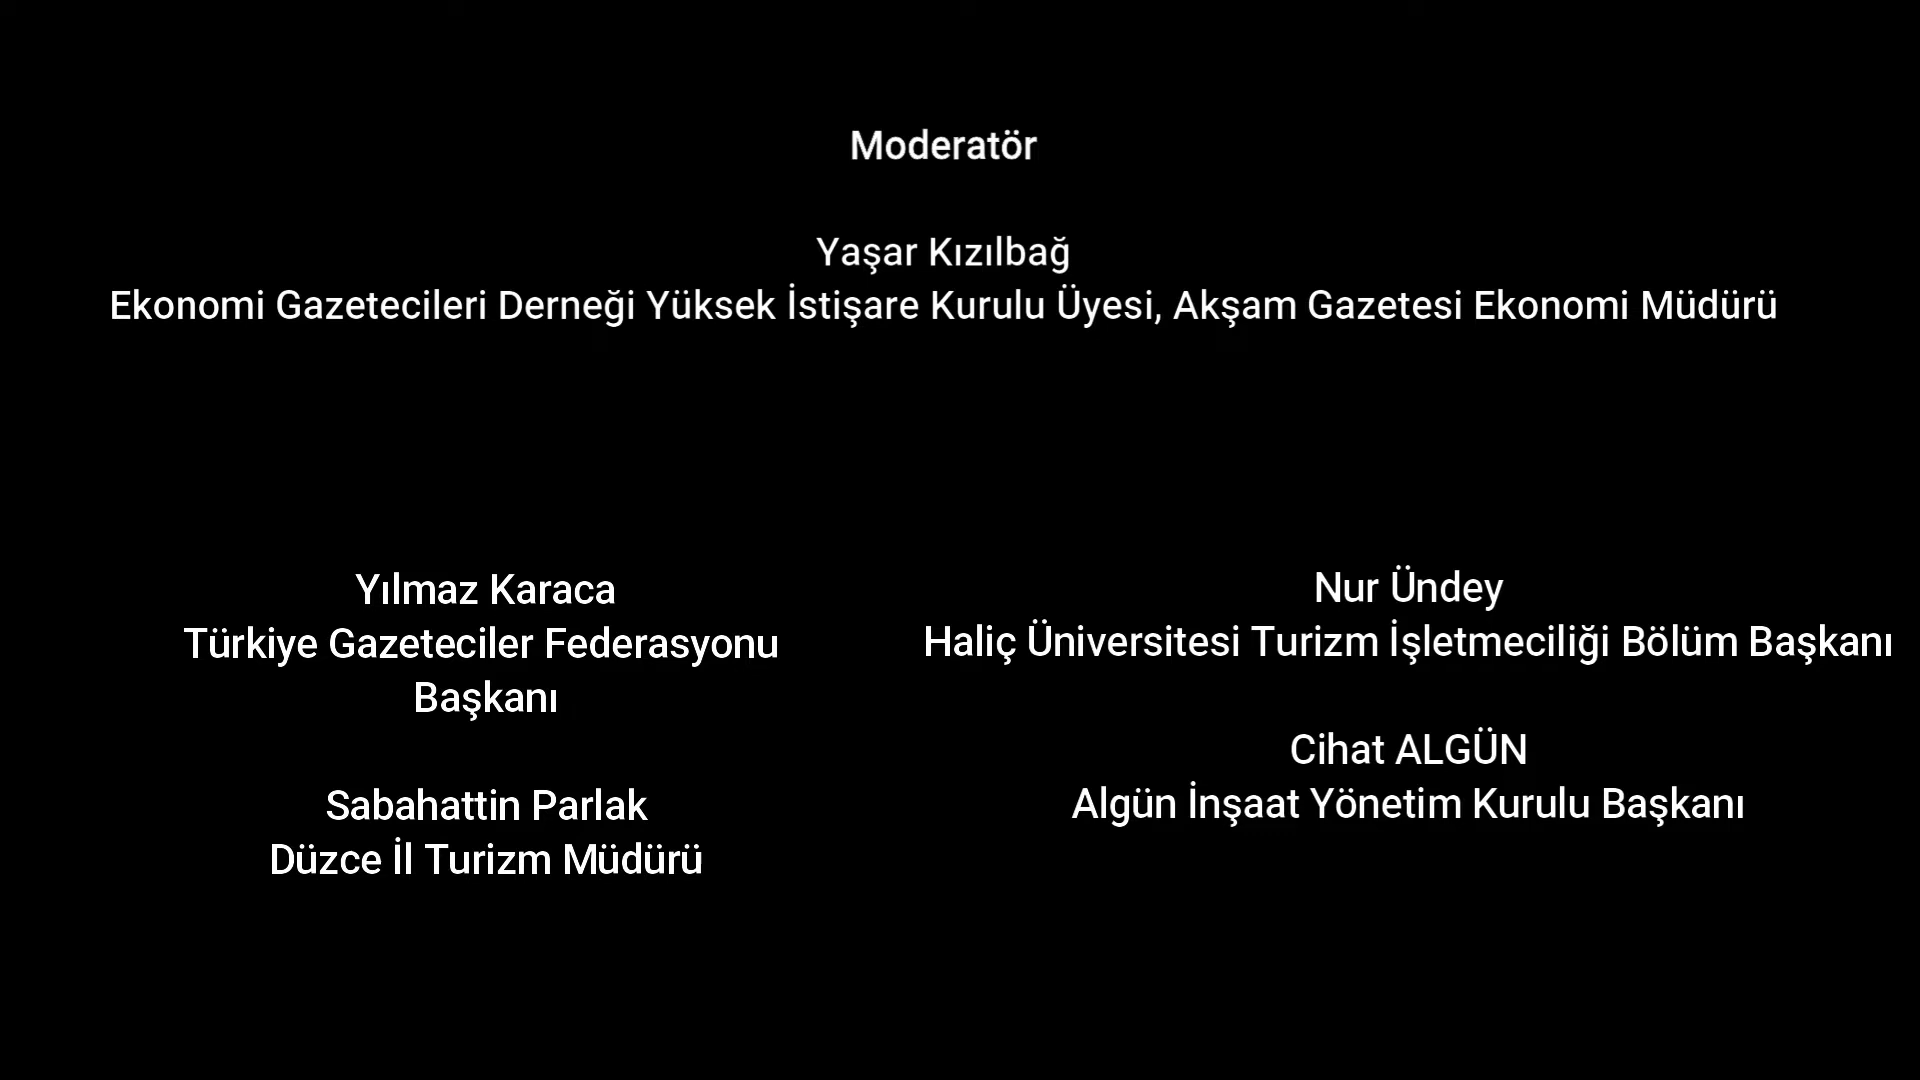 Moderatör
Yaşar Kızılbağ
Ekonomi Gazetecileri Derneği Yüksek İstişare Kurulu Üyesi, Akşam Gazetesi Ekonomi Müdürü
Yılmaz Karaca
Türkiye Gazeteciler Federasyonu
Başkanı
Sabahattin Parlak
Düzce İl Turizm Müdürü
Nur Ündey
Haliç Üniversitesi Turizm İşletmeciliği Bölüm Başkanı
Cihat ALGÜN
Algün İnşaat Yönetim Kurulu Başkanı